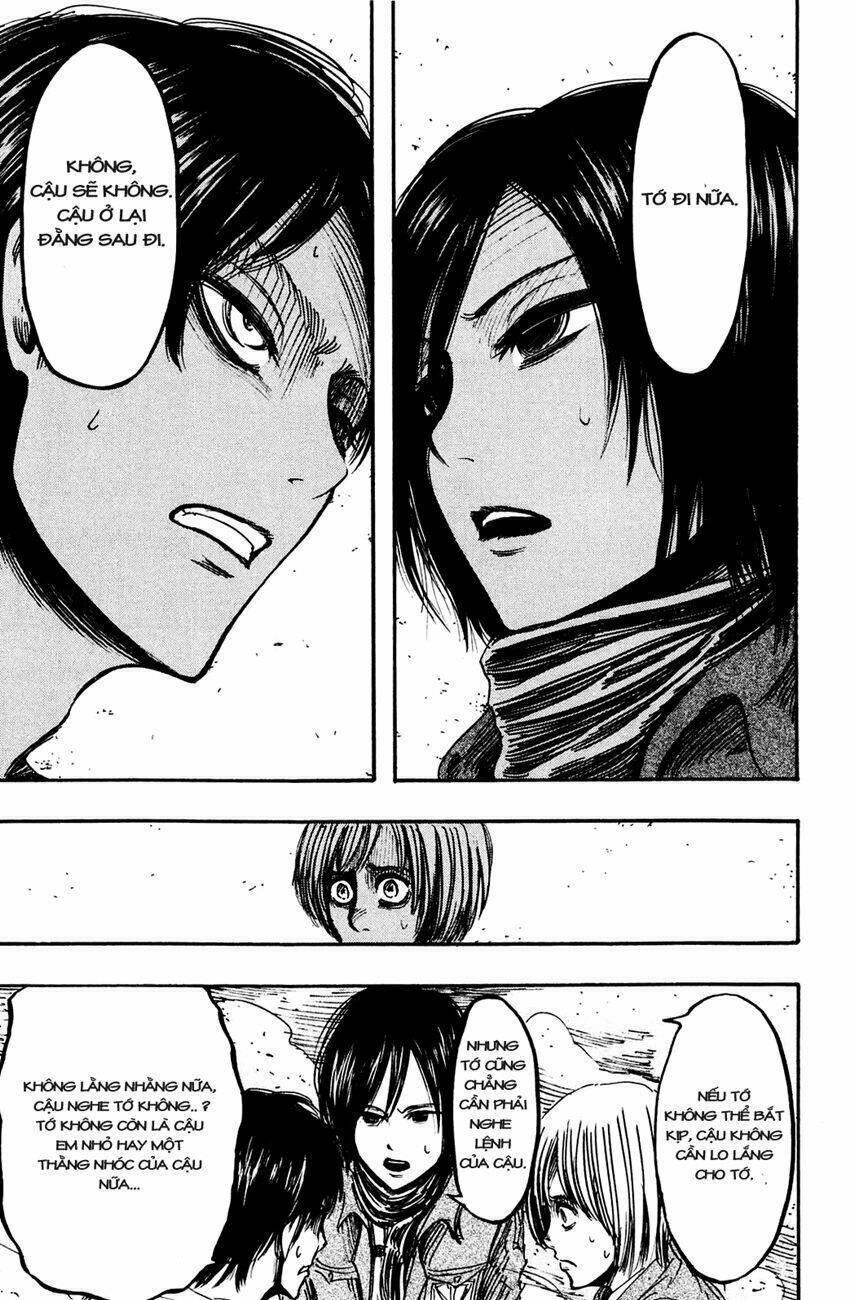 TỚ ĐI NỮA.
KHÔNG,
CẬU SẼ KHÔNG.
CẬU Ở LẠI
ĐẰNG SAU ĐI.
NẾU TỚ
KHÔNG THỂ BẮT
KỊP, CẬU KHÔNG
CẦN LO LẮNG
CHO TỚ.
NHƯNG
TỚ CŨNG
CHẲNG
CẦN PHẢI
NGHE
LỆNH
CỦA CẬU.
KHÔNG LẰNG NHẰNG NỮA,
CẬU NGHE TỚ KHÔNG.. ?
TỚ KHÔNG CÒN LÀ CẬU
EM NHỎ HAY MỘT
THẰNG NHÓC CỦA CẬU
NỮA...